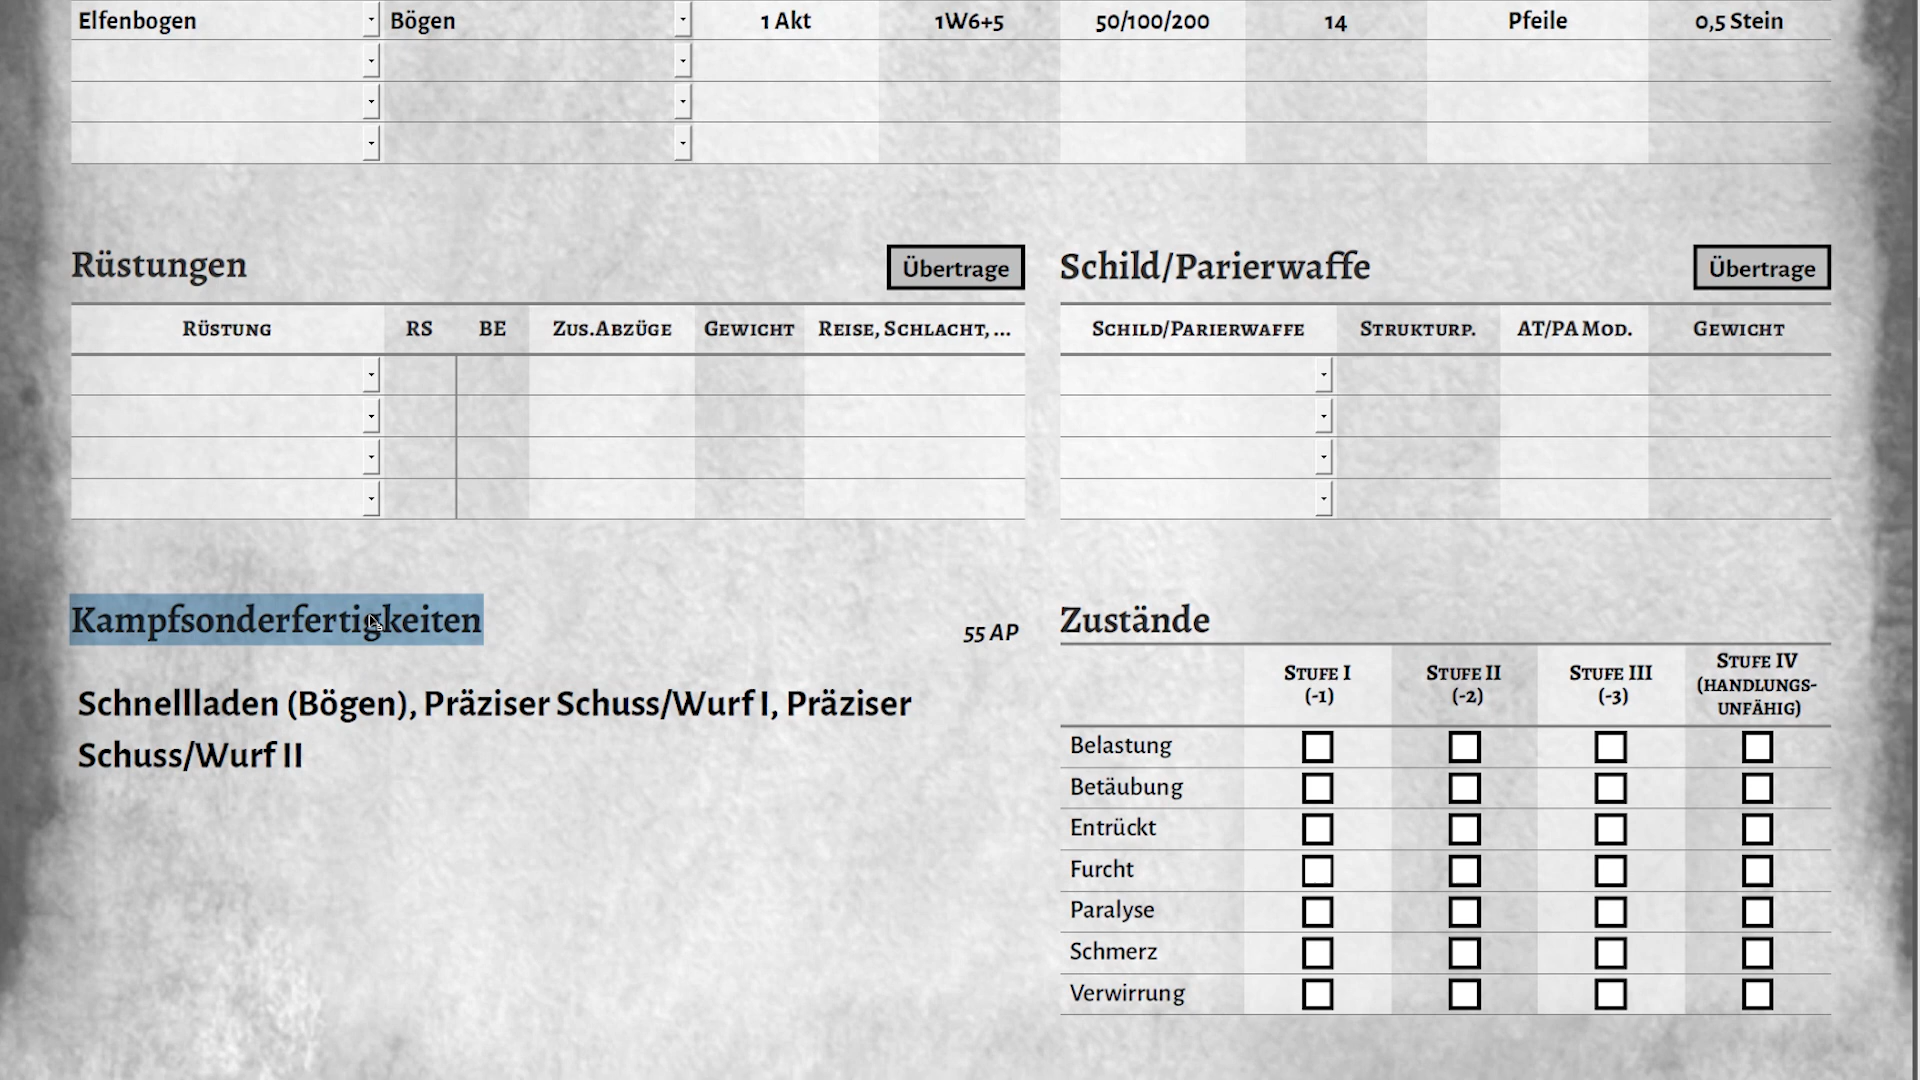 Elfenbogen Bögen 1 Akt 1W6+5 50/100/200 14 Pfeile 0,5 Stein
Rüstungen Übertrage
RÜSTUNG RS BE ZUS.ABZÜGE GEWICHT REISE, SCHLACHT, ...
Schild/Parierwaffe Übertrage
SCHILD/PARIERWAFFE STRUKTURP. AT/PA MOD. GEWICHT
Kampfsonderfertigkeiten 55 AP
Schnellladen (Bögen), Präziser Schuss/Wurf I, Präziser
Schuss/Wurf II
Zustände
STUFE I
(-1)
STUFE II
(-2)
STUFE III
(-3)
STUFE IV
(HANDLUNGS-
UNFÄHIG)
Belastung
Betäubung
Entrückt
Furcht
Paralyse
Schmerz
Verwirrung